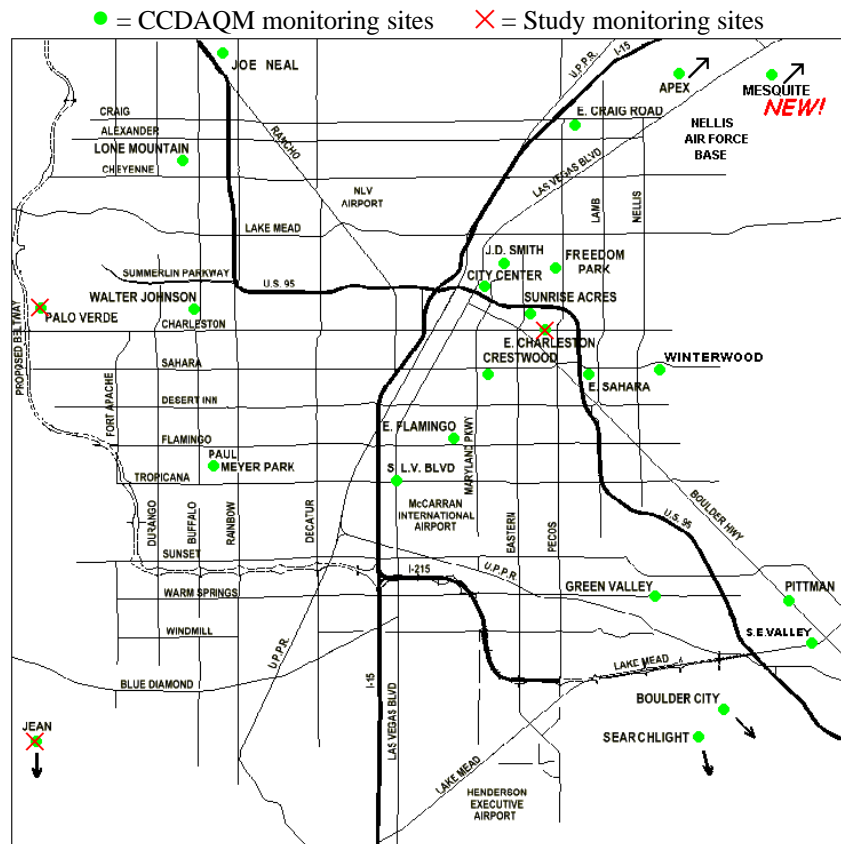 = CCDAQM monitoring sites
= Study monitoring sites
JOE NEAL
U.P.P.R.
I-15
APEX
MESQUITE
NEW!
CRAIG
E. CRAIG ROAD
ALEXANDER
RANCHO
NELLIS
AIR FORCE
BASE
LONE MOUNTAIN
CHEYENNE
LAS VEGAS BLVD
NLV
AIRPORT
LAMB
NELLIS
LAKE MEAD
J.D. SMITH
FREEDOM
PARK
CITY CENTER
SUMMERLIN PARKWAY
U.S. 95
WALTER JOHNSON
SUNRISE ACRES
PALO VERDE
CHARLESTON
E. CHARLESTON
PROPOSED BELTWAY
CRESTWOOD
WINTERWOOD
SAHARA
E. SAHARA
FORT APACHE
DESERT INN
E. FLAMINGO
FLAMINGO
MARYLAND PKWY
PAUL
MEYER PARK
TROPICANA
S. L.V. BLVD
BOULDER HWY
McCARRAN
INTERNATIONAL
AIRPORT
DURANGO
BUFFALO
RAINBOW
DECATUR
EASTERN
PECOS
U.S. 95
SUNSET
U.P.P.R.
I-215
WARM SPRINGS
GREEN VALLEY
PITTMAN
WINDMILL
S.E.VALLEY
U.P.P.R.
LAKE MEAD
BLUE DIAMOND
I-15
LAS VEGAS BLVD
BOULDER CITY
JEAN
SEARCHLIGHT
LAKE MEAD
HENDERSON
EXECUTIVE
AIRPORT